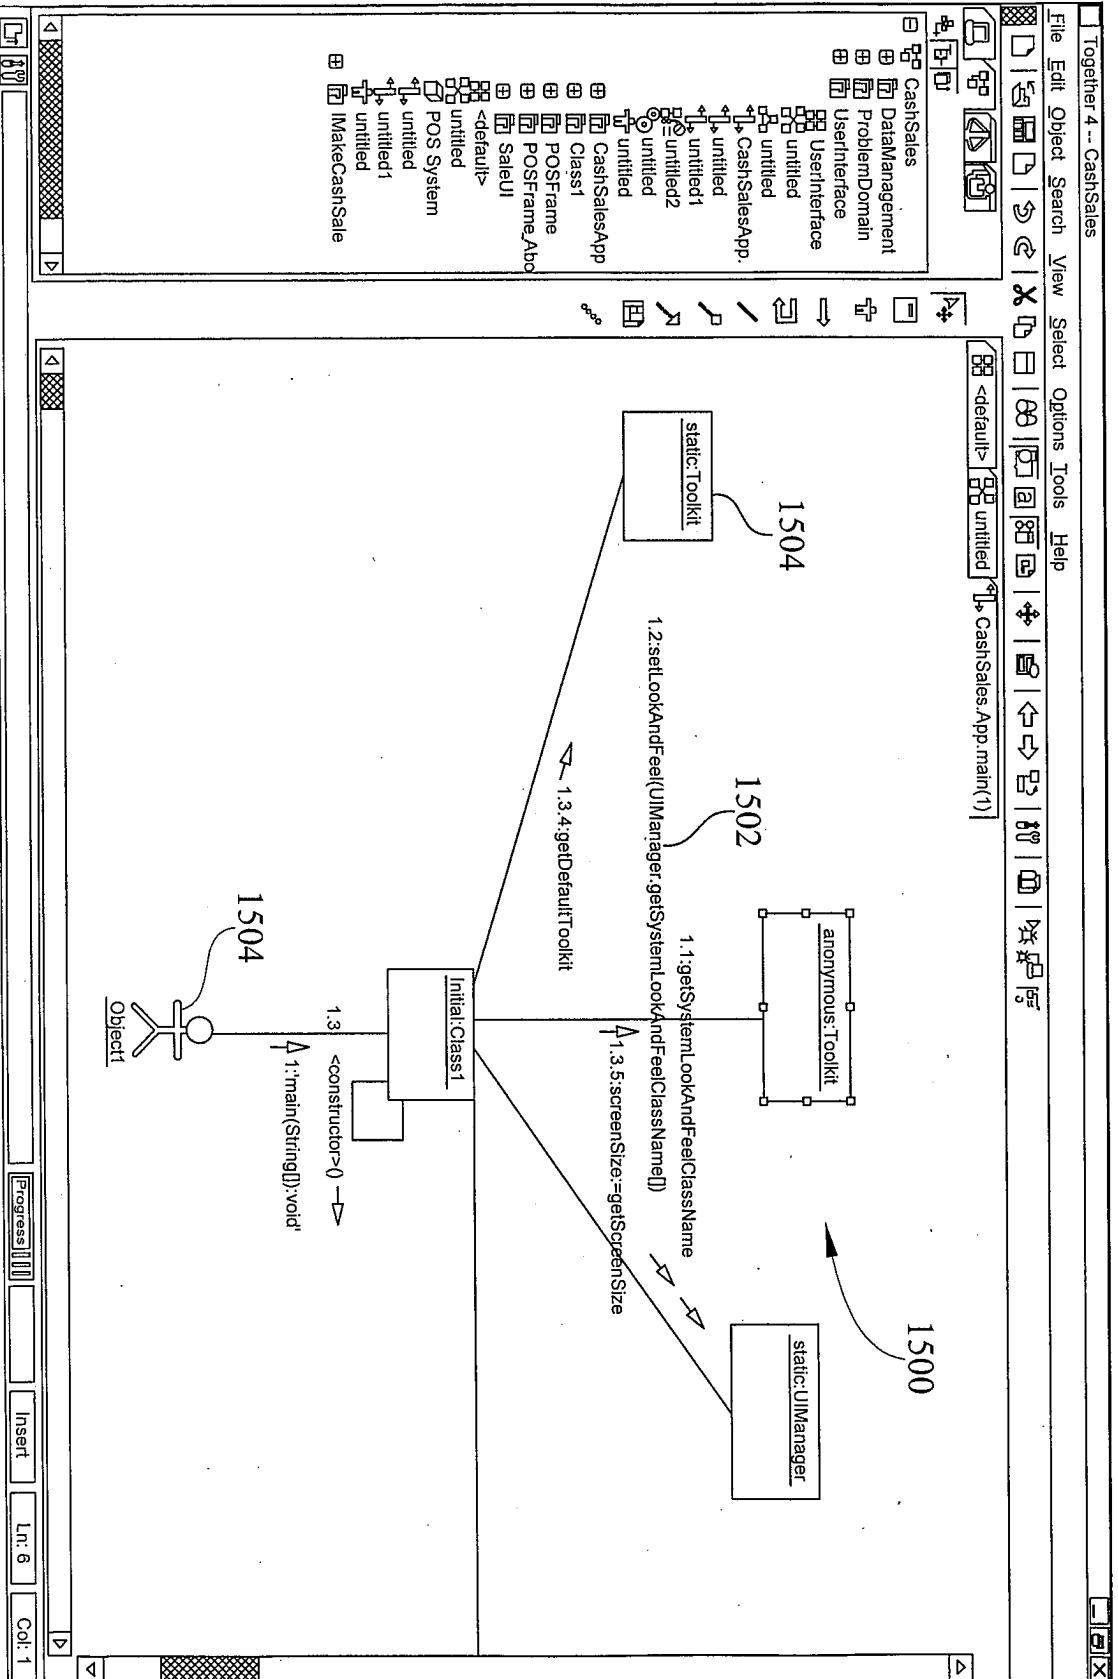 Together 4 -- CashSales
File Edit Object Search View Select Options Tools Help
CashSales
DataManagement
ProblemDomain
UserInterface
UserInterface
untitled
untitled
CashSalesApp.
untitled
untitled1
untitled2
untitled
untitled
CashSalesApp
Class1
POSFrame
POSFrame_Abo
SaleUI
<default>
untitled
POS System
untitled
untitled1
untitled
IMakeCashSale
<default>
untitled
CashSales.App.main(1)
1500
1504
static:Toolkit
anonymous:Toolkit
static:UIManager
1502
1.1:getSystemLookAndFeelClassName
1.2:setLookAndFeel(UIManager.getSystemLookAndFeelClassName[])
1.3.5:screenSize:=getScreenSize
1.3.4:getDefaultToolkit
Initial:Class1
1.3 <constructor>()
1:'main(String[]):void'
1504
Object1
Progress
Insert
Ln: 6
Col: 1